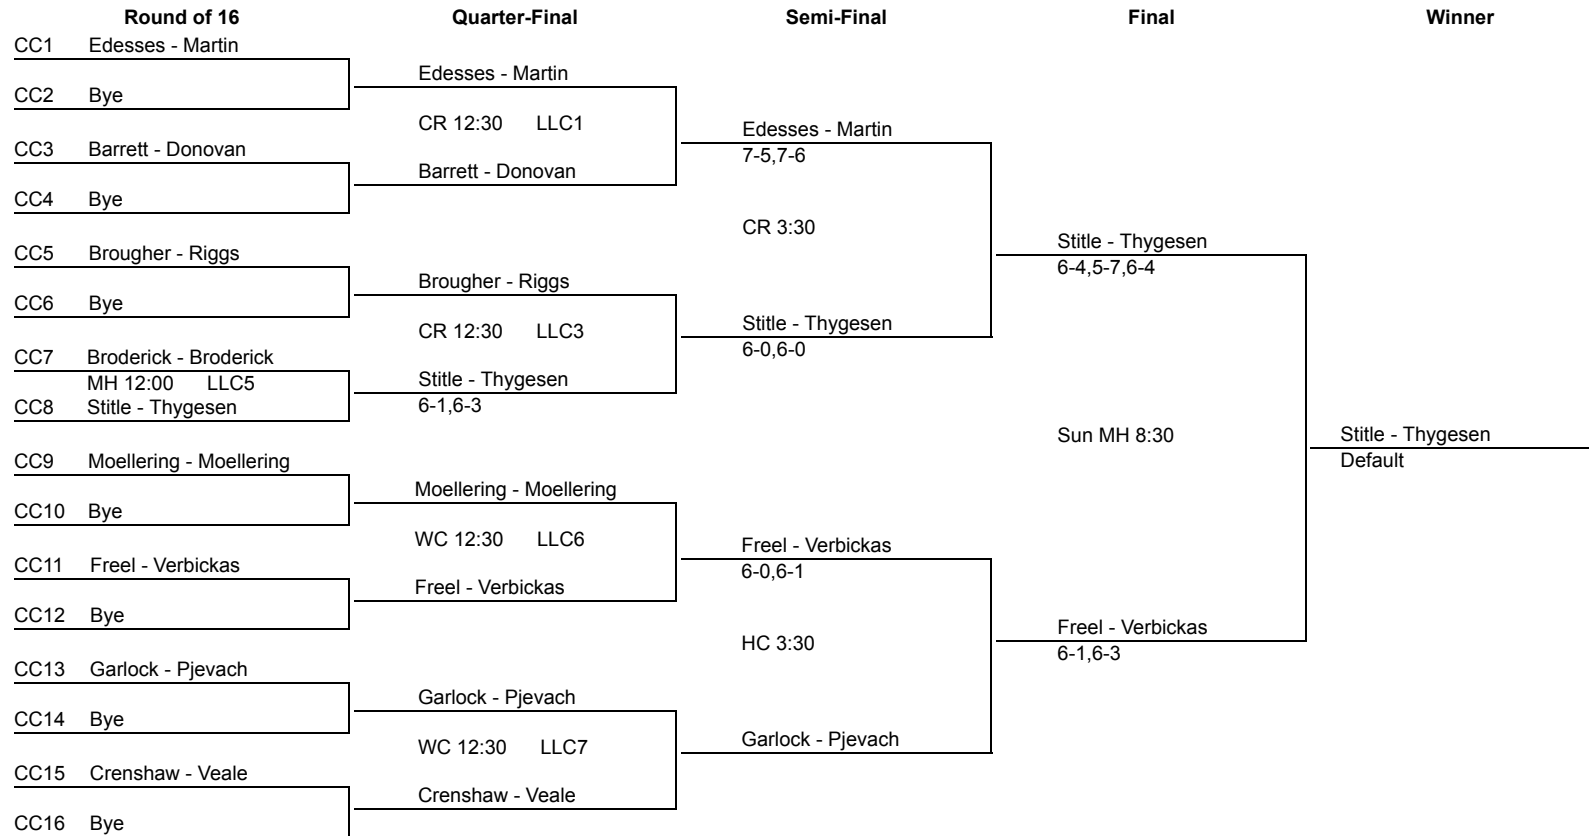 Round of 16 Quarter-Final Semi-Final Final Winner
CC1 Edesses - Martin
Edesses - Martin
CC2 Bye
CR 12:30 LLC1
Edesses - Martin
CC3 Barrett - Donovan
7-5,7-6
Barrett - Donovan
CC4 Bye
CR 3:30
Stitle - Thygesen
CC5 Brougher - Riggs
6-4,5-7,6-4
Brougher - Riggs
CC6 Bye
Stitle - Thygesen
CR 12:30 LLC3
6-0,6-0
CC7 Broderick - Broderick
Stitle - Thygesen
MH 12:00 LLC5
6-1,6-3
CC8 Stitle - Thygesen
Sun MH 8:30
Stitle - Thygesen
Default
CC9 Moellering - Moellering
Moellering - Moellering
CC10 Bye
WC 12:30 LLC6
Freel - Verbickas
CC11 Freel - Verbickas
6-0,6-1
Freel - Verbickas
CC12 Bye
Freel - Verbickas
HC 3:30
6-1,6-3
CC13 Garlock - Pjevach
Garlock - Pjevach
CC14 Bye
Garlock - Pjevach
WC 12:30 LLC7
CC15 Crenshaw - Veale
Crenshaw - Veale
CC16 Bye